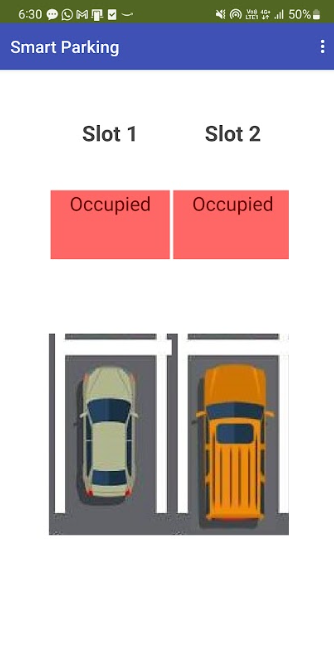 6:30 50%
Smart Parking
Slot 1 Slot 2
Occupied Occupied